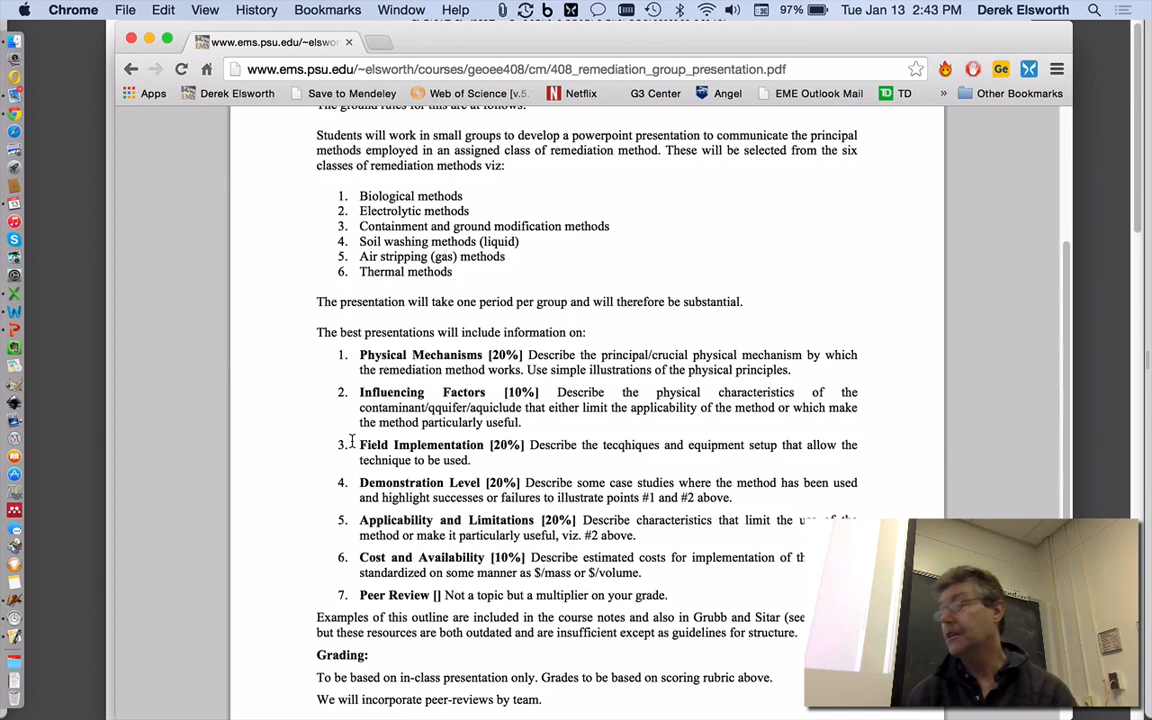 Chrome File Edit View History Bookmarks Window Help 97% Tue Jan 13 2:43 PM Derek Elsworth
www.ems.psu.edu/~elswo
www.ems.psu.edu/~elsworth/courses/geoee408/cm/408_remediation_group_presentation.pdf
Apps Derek Elsworth Save to Mendeley Web of Science [v.5. Netflix G3 Center Angel EME Outlook Mail TD » Other Bookmarks
The ground rules for this are as follows:
Students will work in small groups to develop a powerpoint presentation to communicate the principal
methods employed in an assigned class of remediation method. These will be selected from the six
classes of remediation methods viz:
1. Biological methods
2. Electrolytic methods
3. Containment and ground modification methods
4. Soil washing methods (liquid)
5. Air stripping (gas) methods
6. Thermal methods
The presentation will take one period per group and will therefore be substantial.
The best presentations will include information on:
1. Physical Mechanisms [20%] Describe the principal/crucial physical mechanism by which
the remediation method works. Use simple illustrations of the physical principles.
2. Influencing Factors [10%] Describe the physical characteristics of the
contaminant/qquifer/aquiclude that either limit the applicability of the method or which make
the method particularly useful.
3. Field Implementation [20%] Describe the tecqhiques and equipment setup that allow the
technique to be used.
4. Demonstration Level [20%] Describe some case studies where the method has been used
and highlight successes or failures to illustrate points #1 and #2 above.
5. Applicability and Limitations [20%] Describe characteristics that limit the use of the
method or make it particularly useful, viz. #2 above.
6. Cost and Availability [10%] Describe estimated costs for implementation of th
standardized on some manner as $/mass or $/volume.
7. Peer Review [] Not a topic but a multiplier on your grade.
Examples of this outline are included in the course notes and also in Grubb and Sitar (see
but these resources are both outdated and are insufficient except as guidelines for structure.
Grading:
To be based on in-class presentation only. Grades to be based on scoring rubric above.
We will incorporate peer-reviews by team.